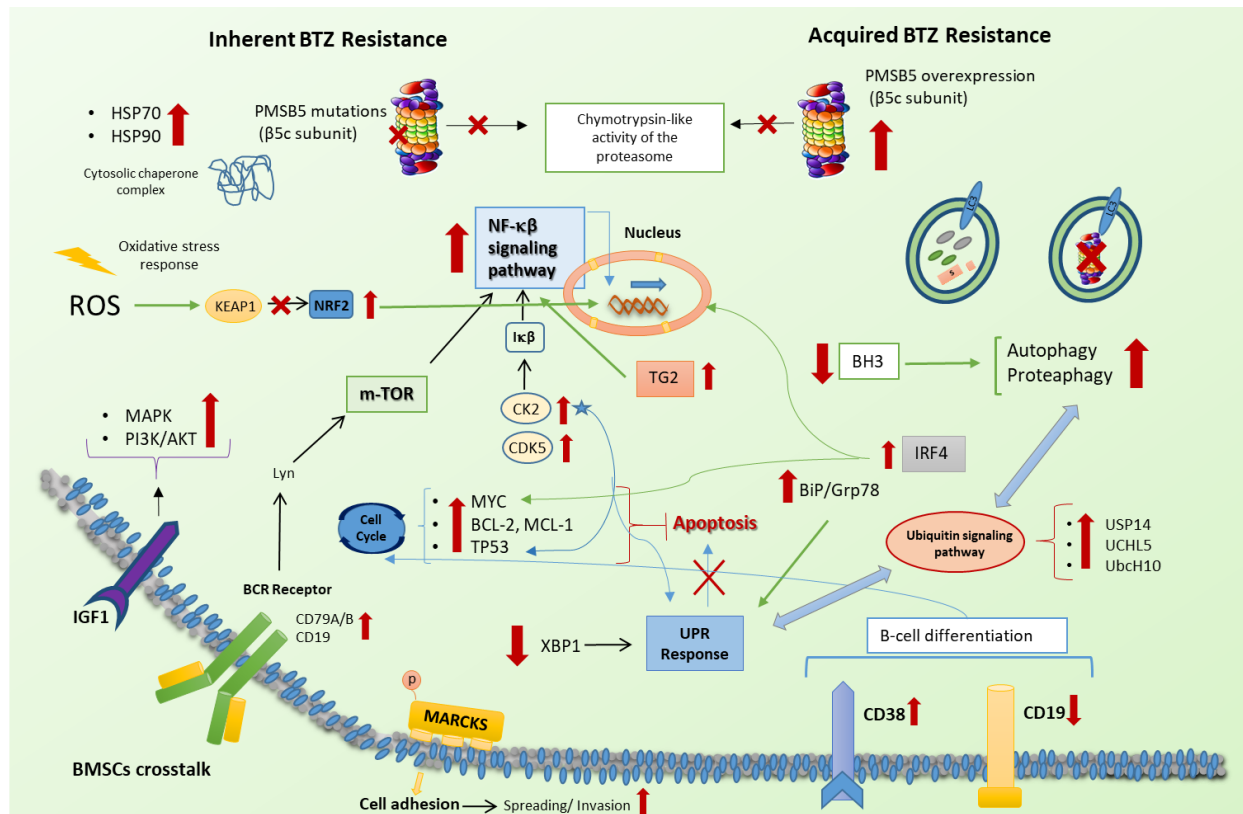 Inherent BTZ Resistance
Acquired BTZ Resistance
• HSP70
• HSP90
Cytosolic chaperone
complex
PMSB5 mutations
(β5c subunit)
Chymotrypsin-like
activity of the
proteasome
PMSB5 overexpression
(β5c subunit)
LC3
S
LC3
Oxidative stress
response
ROS
KEAP1
NRF2
NF-κβ
signaling
pathway
Nucleus
Iκβ
TG2
BH3
Autophagy
Proteaphagy
m-TOR
CK2
CDK5
• MAPK
• PI3K/AKT
Lyn
IRF4
BiP/Grp78
Cell
Cycle
• MYC
• BCL-2, MCL-1
• TP53
Apoptosis
Ubiquitin signaling
pathway
• USP14
• UCHL5
• UbcH10
IGF1
BCR Receptor
CD79A/B
CD19
XBP1
UPR
Response
B-cell differentiation
p
MARCKS
CD38
CD19
BMSCs crosstalk
Cell adhesion
Spreading/ Invasion